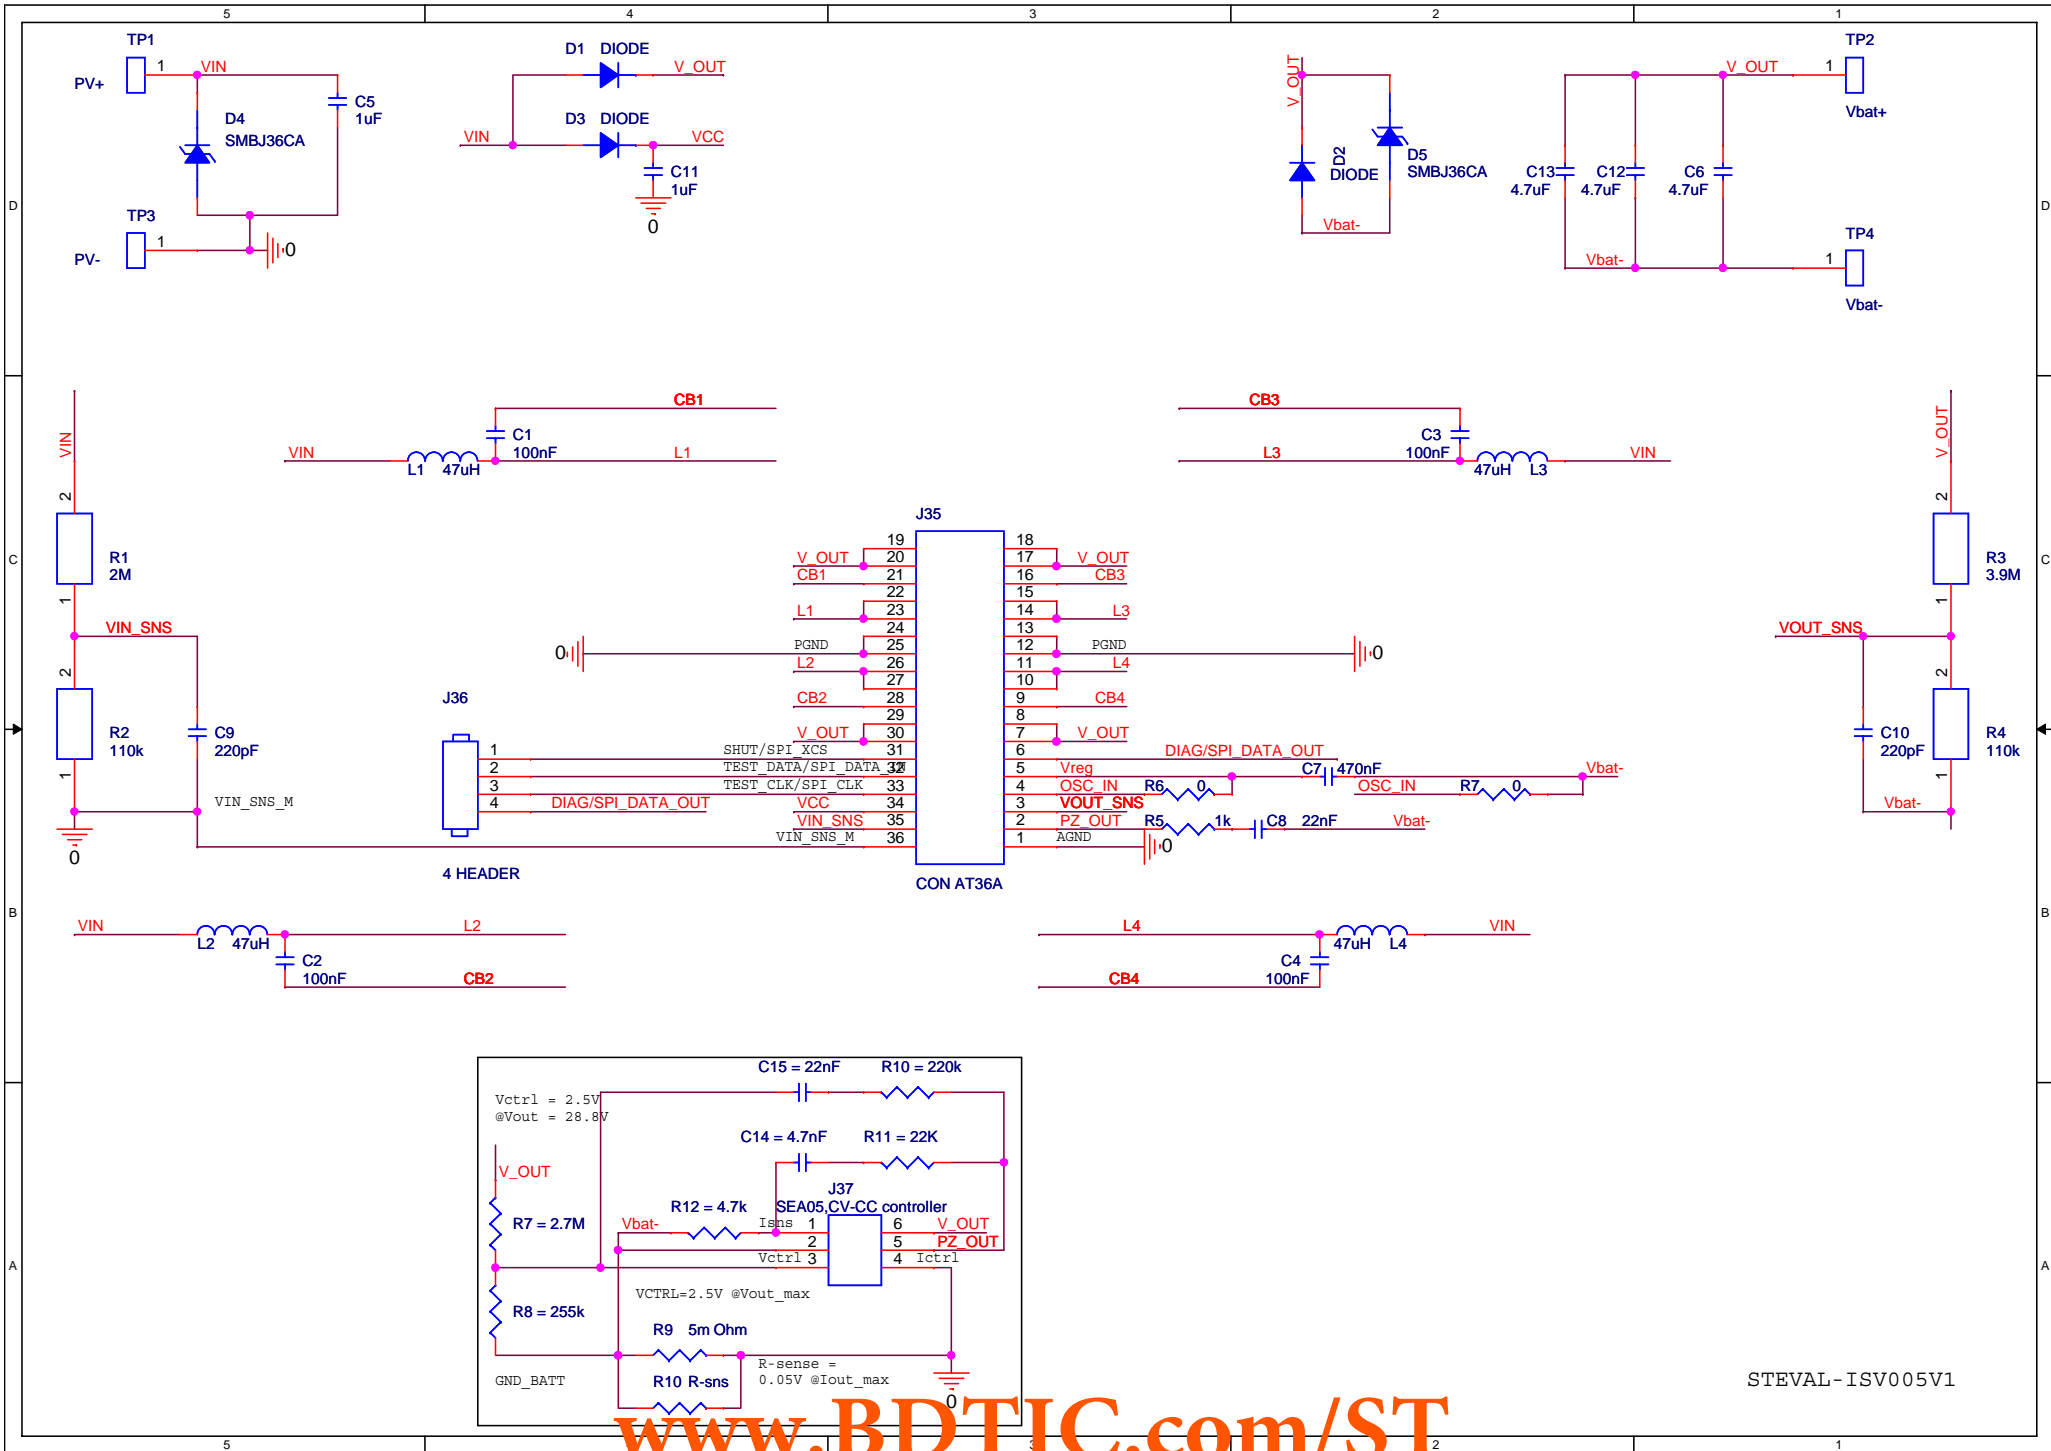 5 4 3 2 1
TP1
1
VIN
PV+
D4
SMBJ36CA
C5
1uF
TP3
1
PV-
0
D1 DIODE
V_OUT
D3 DIODE
VIN
VCC
C11
1uF
0
V_OUT
D2
DIODE
D5
SMBJ36CA
Vbat-
TP2
V_OUT
1
Vbat+
C13
4.7uF
C12
4.7uF
C6
4.7uF
TP4
Vbat-
1
Vbat-
D D
CB1
C1
100nF
VIN
L1 47uH
L1
CB3
C3
100nF
L3
47uH L3
VIN
VIN
2
R1
2M
1
VIN_SNS
2
R2
110k
1
C9
220pF
VIN_SNS_M
0
V_OUT
2
R3
3.9M
1
VOUT_SNS
2
R4
110k
1
C10
220pF
Vbat-
C C
J35
19 18
V_OUT 20 17 V_OUT
CB1 21 16 CB3
22 15
L1 23 14 L3
24 13
0 PGND 25 12 PGND 0
L2 26 11 L4
27 10
CB2 28 9 CB4
29 8
V_OUT 30 7 V_OUT
SHUT/SPI_XCS 31 6 DIAG/SPI_DATA_OUT
TEST_DATA/SPI_DATA_IN 32 5 Vreg C7 470nF Vbat-
TEST_CLK/SPI_CLK 33 4 OSC_IN R6 0 OSC_IN R7 0
VCC 34 3 VOUT_SNS
VIN_SNS 35 2 PZ_OUT R5 1k C8 22nF Vbat-
VIN_SNS_M 36 1 AGND 0
CON AT36A
J36
1
2
3
4 DIAG/SPI_DATA_OUT
4 HEADER
B B
VIN
L2 47uH
L2
C2
100nF
CB2
L4
47uH L4
VIN
C4
100nF
CB4
C15 = 22nF R10 = 220k
Vctrl = 2.5V
@Vout = 28.8V
C14 = 4.7nF R11 = 22K
V_OUT
J37
SEA05,CV-CC controller
R12 = 4.7k
R7 = 2.7M
Vbat-
Isns 1 6 V_OUT
2 5 PZ_OUT
Vctrl 3 4 Ictrl
VCTRL=2.5V @Vout_max
R8 = 255k
R9 5m Ohm
R-sense =
0.05V @Iout_max
GND_BATT
R10 R-sns
0
A A
STEVAL-ISV005V1
www.BDTIC.com/ST
5 4 3 2 1